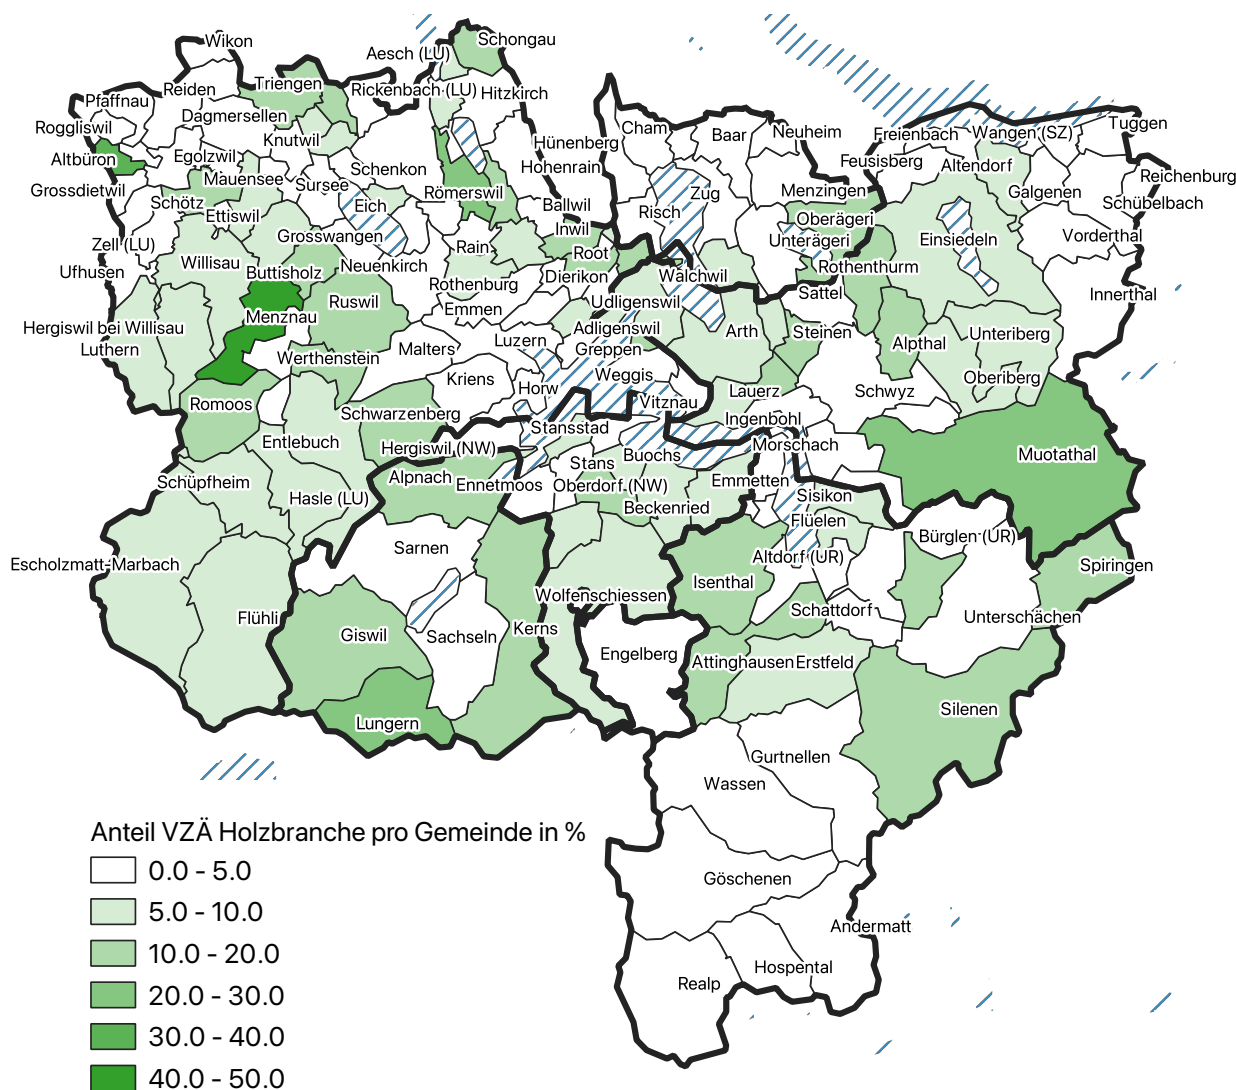 Wikon
Schongau
Aesch (LU)
Reiden
Triengen
Rickenbach (LU)
Hitzkirch
Pfaffnau
Dagmersellen
Roggliswil
Knutwil
Altbüron
Egolzwil
Mauensee
Schenkon
Sursee
Grossdietwil
Schötz
Ettiswil
Eich
Römerswil
Hünenberg
Hohenrain
Ballwil
Cham
Baar
Neuheim
Freienbach
Wangen (SZ)
Tuggen
Feusisberg
Altendorf
Reichenburg
Galgenen
Schübelbach
Menzingen
Zug
Risch
Oberägeri
Unterägeri
Einsiedeln
Vorderthal
Inwil
Grosswangen
Zell (LU)
Rain
Root
Ufhusen
Willisau
Buttisholz
Neuenkirch
Rothenburg
Dierikon
Walchwil
Rothenthurm
Sattel
Innerthal
Ruswil
Udligenswil
Emmen
Menznau
Hergiswil bei Willisau
Luthern
Adligenswil
Arth
Steinen
Alpthal
Unteriberg
Luzern
Greppen
Malters
Werthenstein
Kriens
Horw
Weggis
Lauerz
Schwyz
Oberiberg
Vitznau
Romoos
Schwarzenberg
Ingenbohl
Entlebuch
Stansstad
Hergiswil (NW)
Morschach
Muotathal
Buochs
Stans
Schüpfheim
Alpnach
Ennetmoos
Oberdorf (NW)
Emmetten
Hasle (LU)
Sisikon
Beckenried
Flüelen
Bürglen (UR)
Sarnen
Altdorf (UR)
Escholzmatt-Marbach
Spiringen
Isenthal
Wolfenschiessen
Schattdorf
Flühli
Unterschächen
Giswil
Sachseln
Kerns
Engelberg
Attinghausen
Erstfeld
Lungern
Silenen
Gurtnellen
Wassen
Göschenen
Andermatt
Hospental
Realp
Anteil VZÄ Holzbranche pro Gemeinde in %
0.0 - 5.0
5.0 - 10.0
10.0 - 20.0
20.0 - 30.0
30.0 - 40.0
40.0 - 50.0